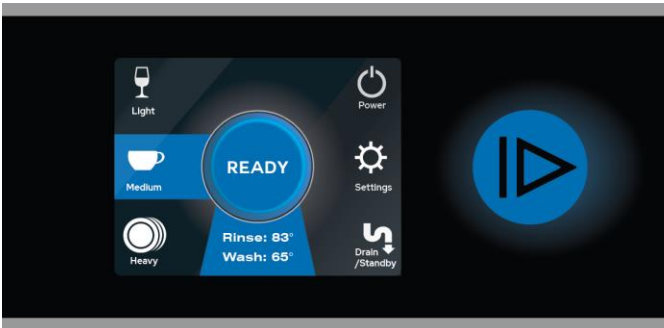 Light
Power
READY
Medium
Settings
Rinse: 83°
Wash: 65°
Heavy
Drain
/Standby